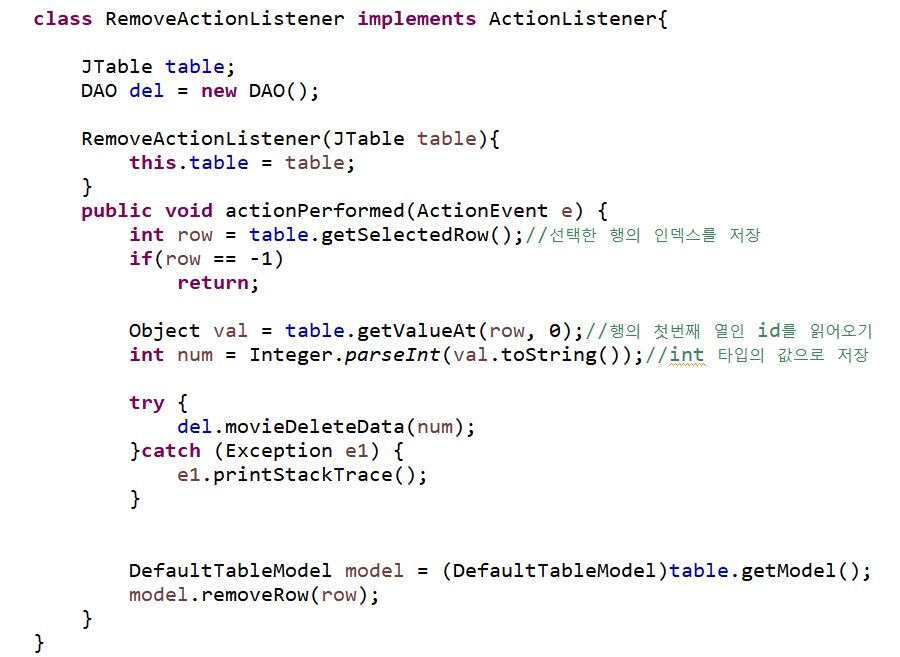 class RemoveActionListener implements ActionListener{
JTable table;
DAO del = new DAO();
RemoveActionListener(JTable table){
this.table = table;
}
public void actionPerformed(ActionEvent e) {
int row = table.getSelectedRow();//선택한 행의 인덱스를 저장
if(row == -1)
return;
Object val = table.getValueAt(row, 0);//행의 첫번째 열인 id를 읽어오기
int num = Integer.parseInt(val.toString());//int 타입의 값으로 저장
try {
del.movieDeleteData(num);
}catch (Exception e1) {
e1.printStackTrace();
}
DefaultTableModel model = (DefaultTableModel)table.getModel();
model.removeRow(row);
}
}